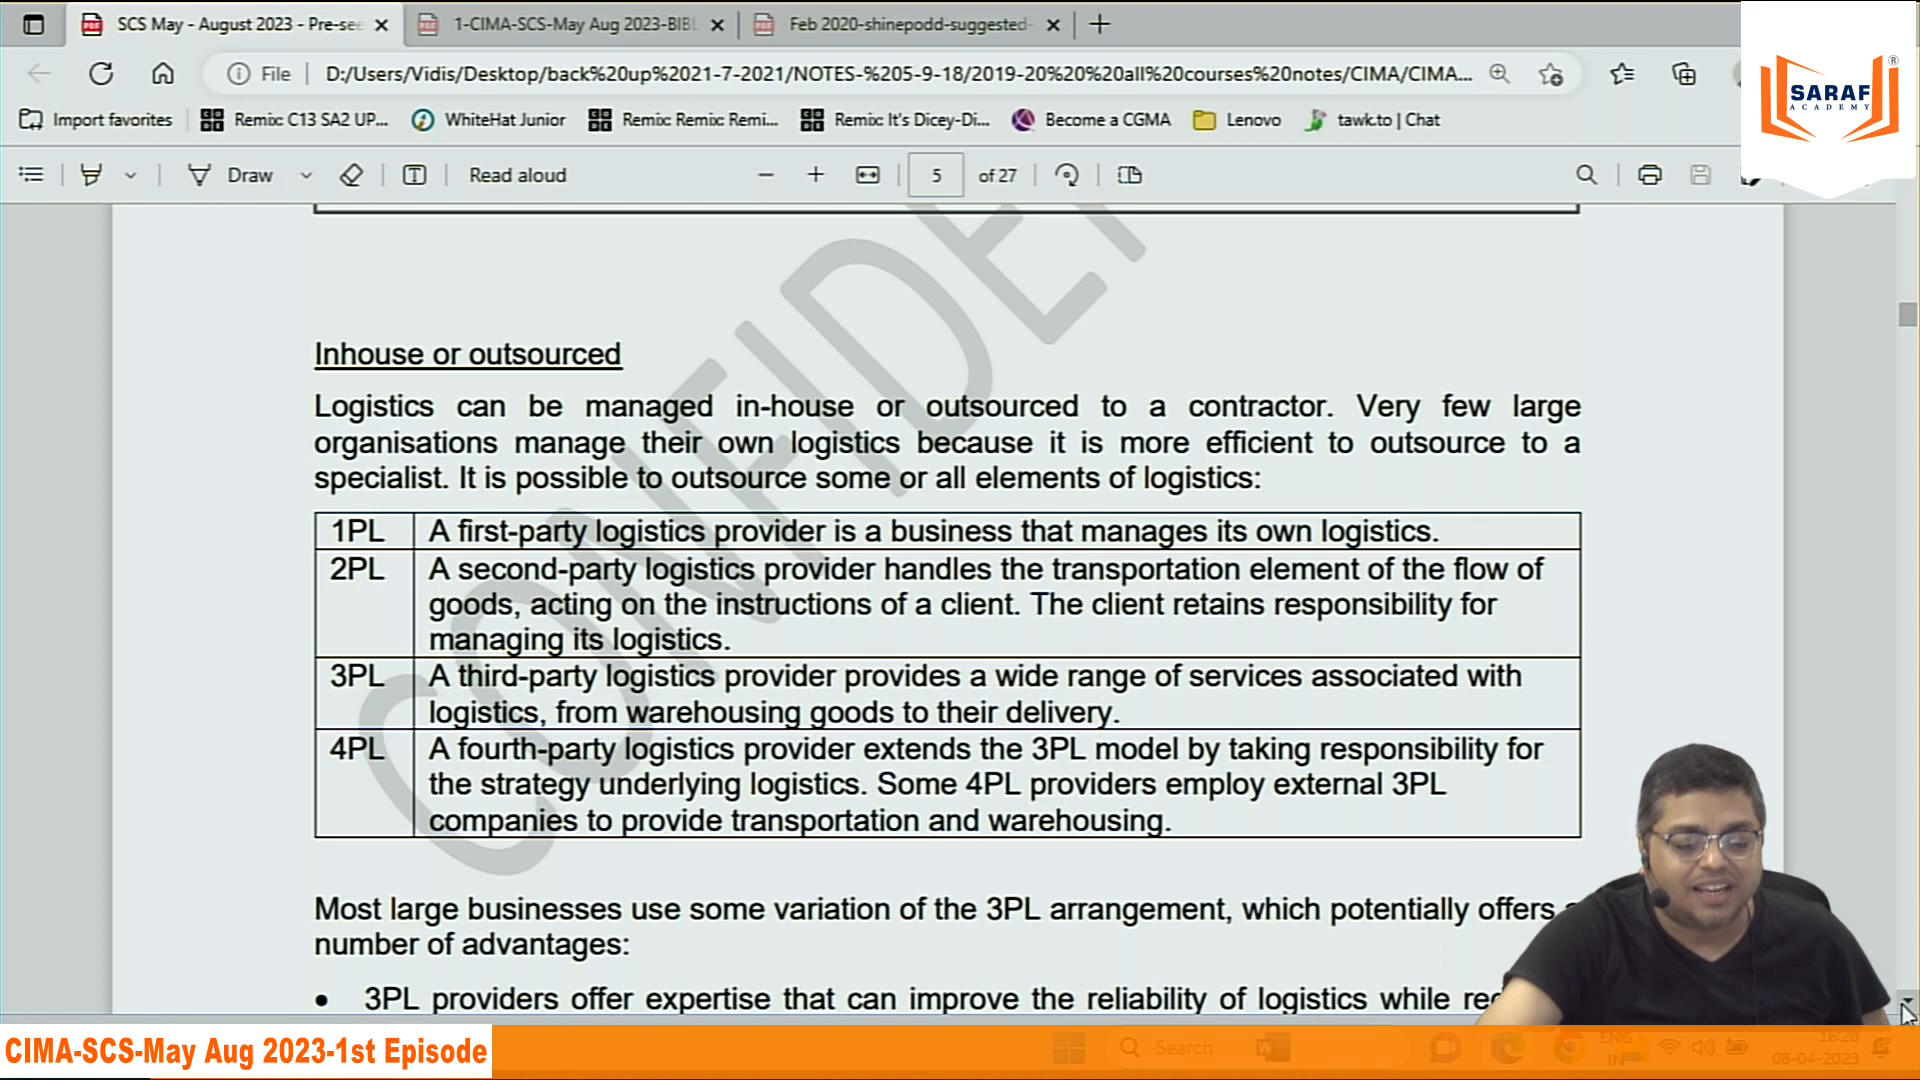 SCS May - August 2023 - Pre-see
1-CIMA-SCS-May Aug 2023-BIBL
Feb 2020-shinepodd-suggested-
File
D:/Users/Vidis/Desktop/back%20up%2021-7-2021/NOTES-%205-9-18/2019-20%20%20all%20courses%20notes/CIMA/CIMA...
SARAF
ACADEMY
®
Import favorites
Remix: C13 SA2 UP...
WhiteHat Junior
Remix: Remix: Remi...
Remix: It's Dicey-Di...
Become a CGMA
Lenovo
tawk.to | Chat
Draw
Read aloud
5
of 27
CONFIDE
Inhouse or outsourced
Logistics can be managed in-house or outsourced to a contractor. Very few large
organisations manage their own logistics because it is more efficient to outsource to a
specialist. It is possible to outsource some or all elements of logistics:
1PL A first-party logistics provider is a business that manages its own logistics.
2PL A second-party logistics provider handles the transportation element of the flow of
goods, acting on the instructions of a client. The client retains responsibility for
managing its logistics.
3PL A third-party logistics provider provides a wide range of services associated with
logistics, from warehousing goods to their delivery.
4PL A fourth-party logistics provider extends the 3PL model by taking responsibility for
the strategy underlying logistics. Some 4PL providers employ external 3PL
companies to provide transportation and warehousing.
Most large businesses use some variation of the 3PL arrangement, which potentially offers a
number of advantages:
• 3PL providers offer expertise that can improve the reliability of logistics while
CIMA-SCS-May Aug 2023-1st Episode
Search
ENG
IN
16:28
08-04-2023